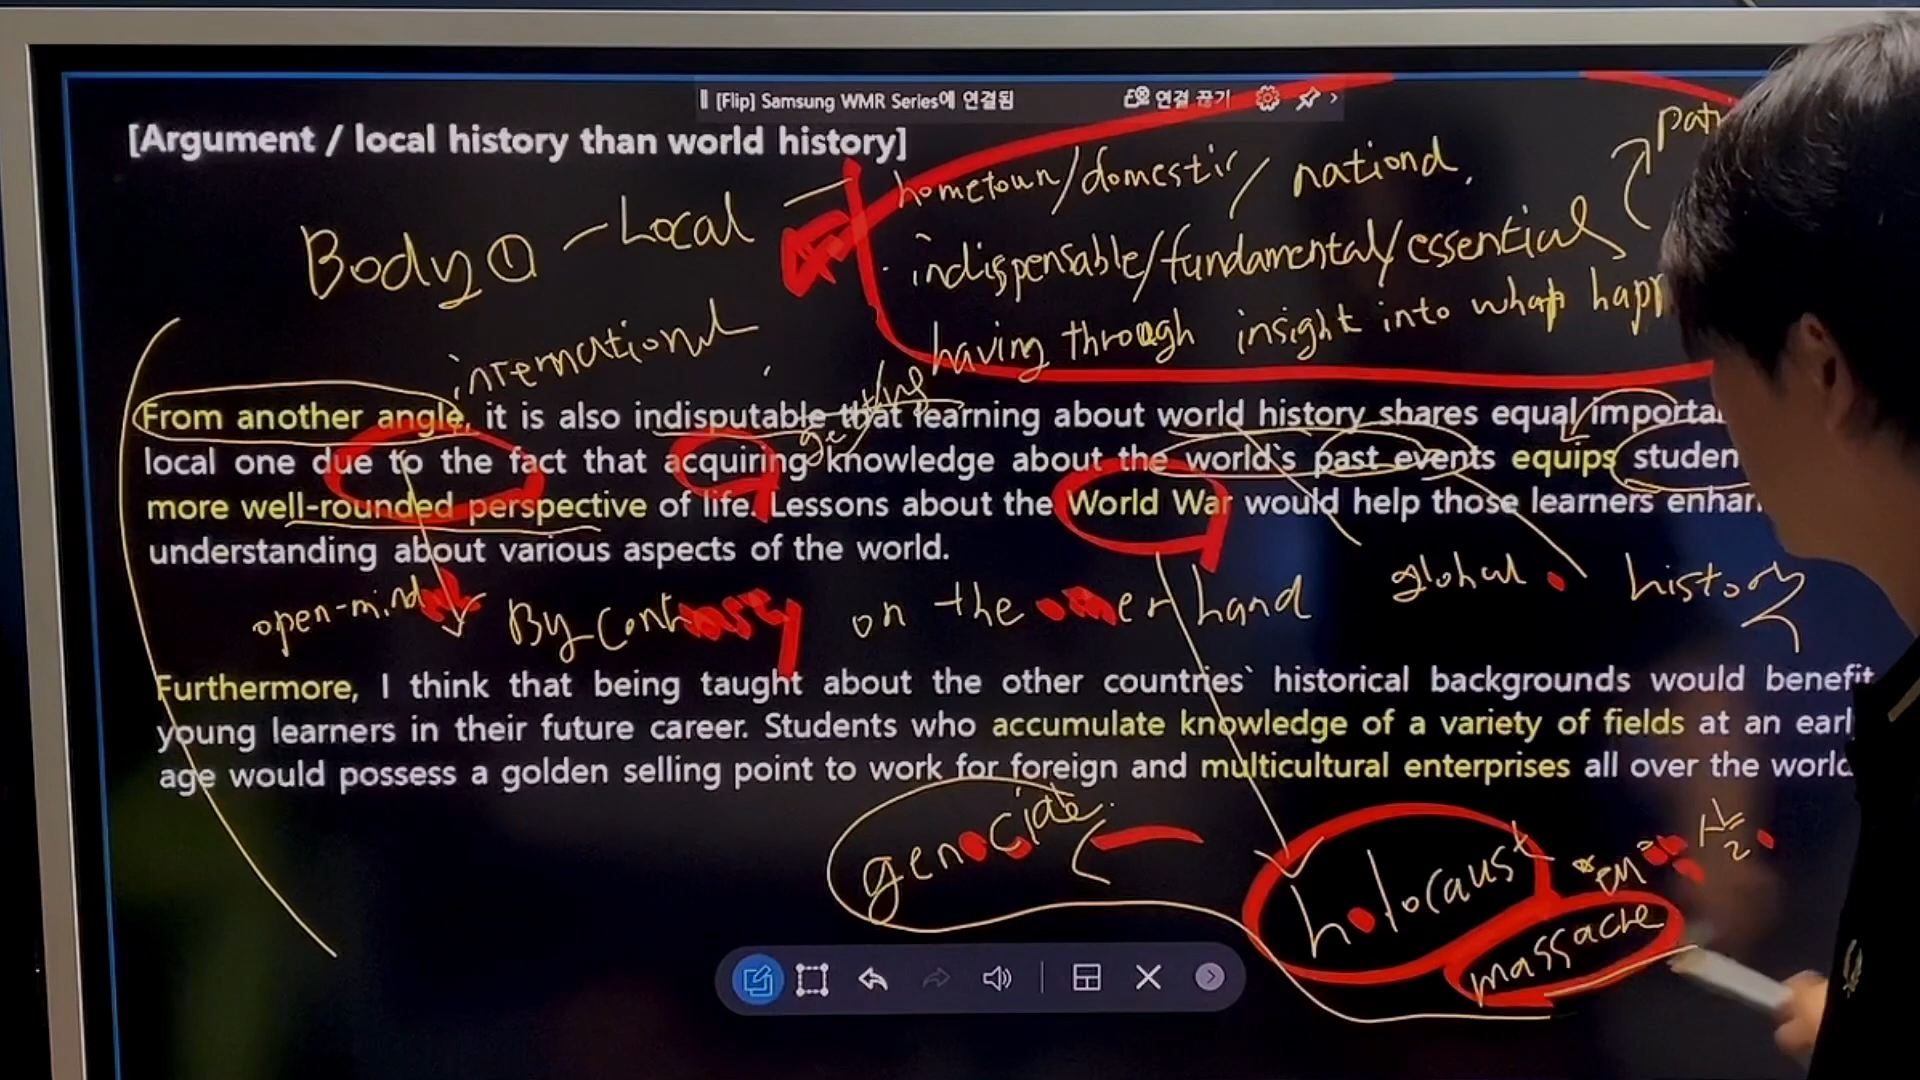 [Flip] Samsung WMR Series에 연결됨 연결 끊기
[Argument / local history than world history]
hometown/domestic/national.
Body ① - Local
indispensable/fundamental/essential
having through insight into what happ
international
From another angle, it is also indisputable that learning about world history shares equal importa
getting
local one due to the fact that acquiring knowledge about the world`s past events equips studen
more well-rounded perspective of life. Lessons about the World War would help those learners enhan
understanding about various aspects of the world.
open-mind By cont on the other hand global history
Furthermore, I think that being taught about the other countries` historical backgrounds would benefit
young learners in their future career. Students who accumulate knowledge of a variety of fields at an earl
age would possess a golden selling point to work for foreign and multicultural enterprises all over the world
genocide
holocaust
massacre